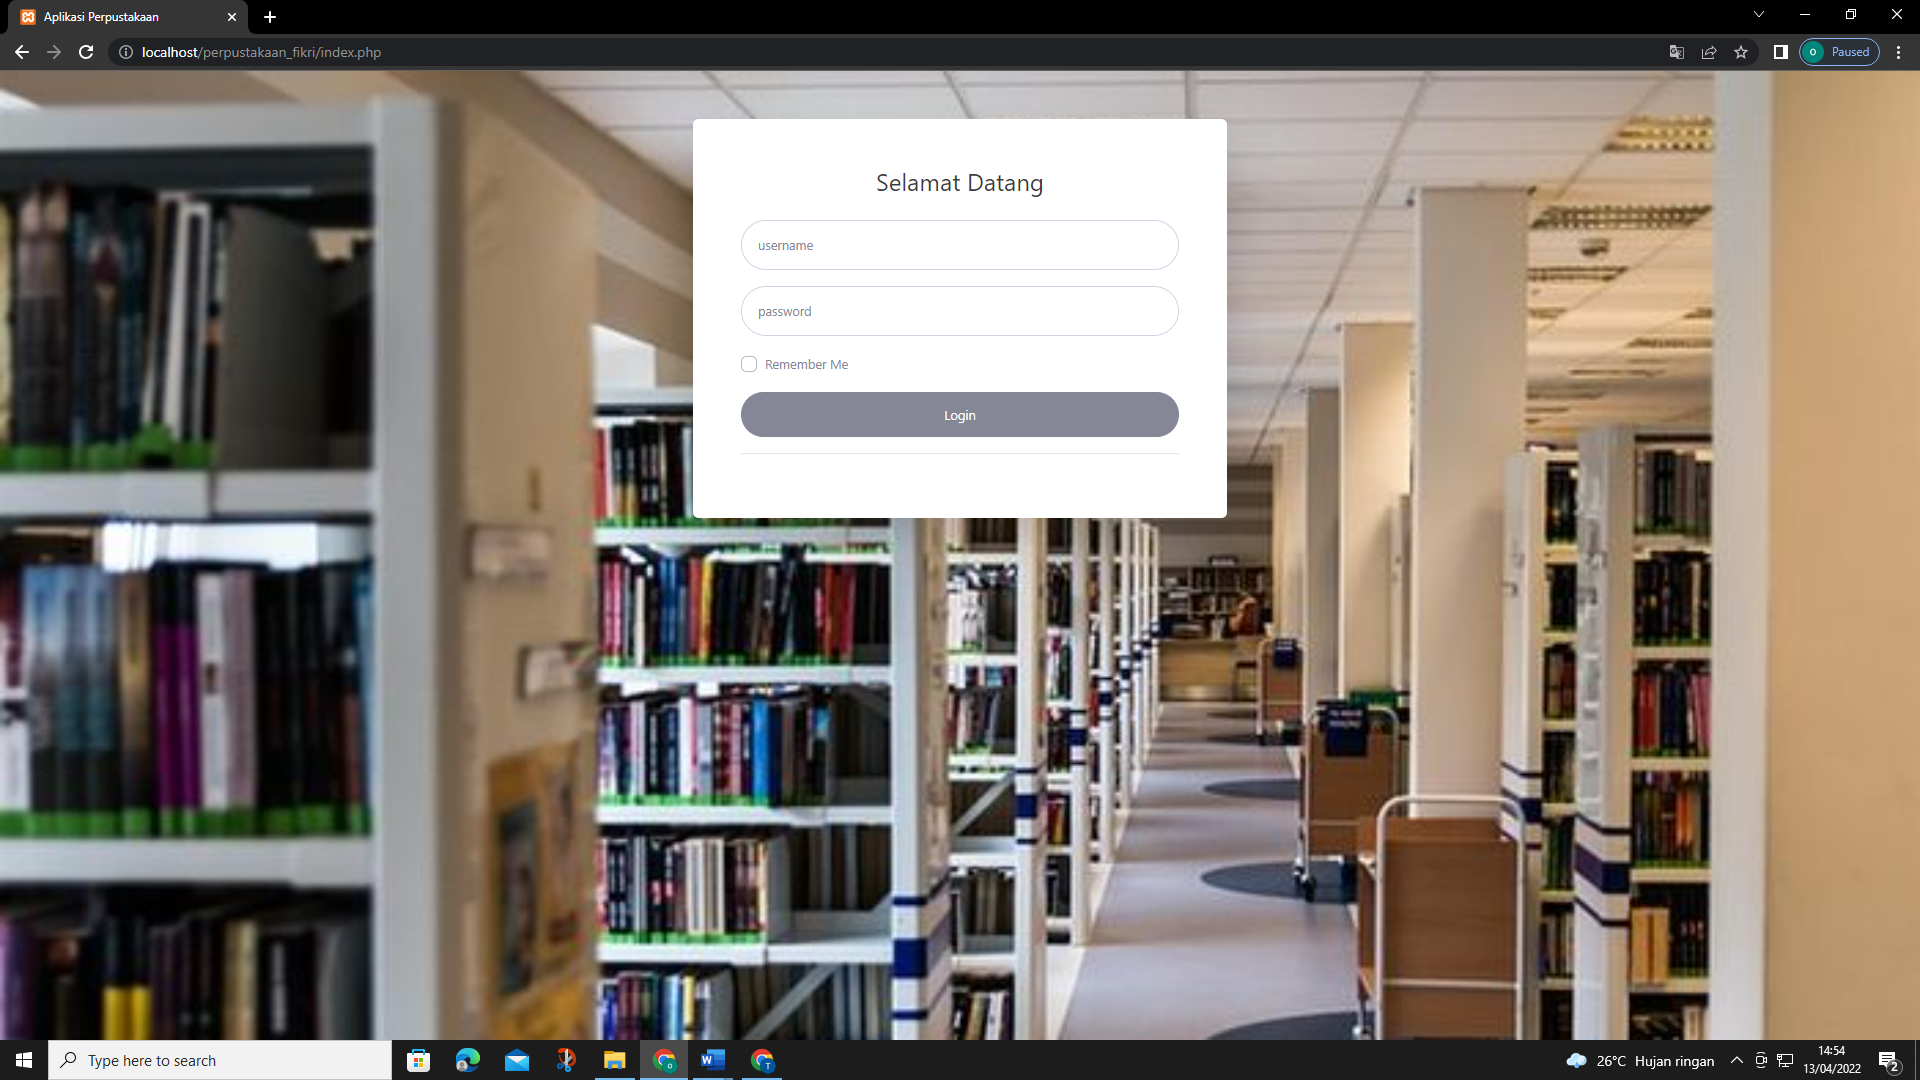 Aplikasi Perpustakaan
localhost/perpustakaan_fikri/index.php
Paused
Selamat Datang
username
password
Remember Me
Login
Type here to search
26°C Hujan ringan
14:54
13/04/2022
2